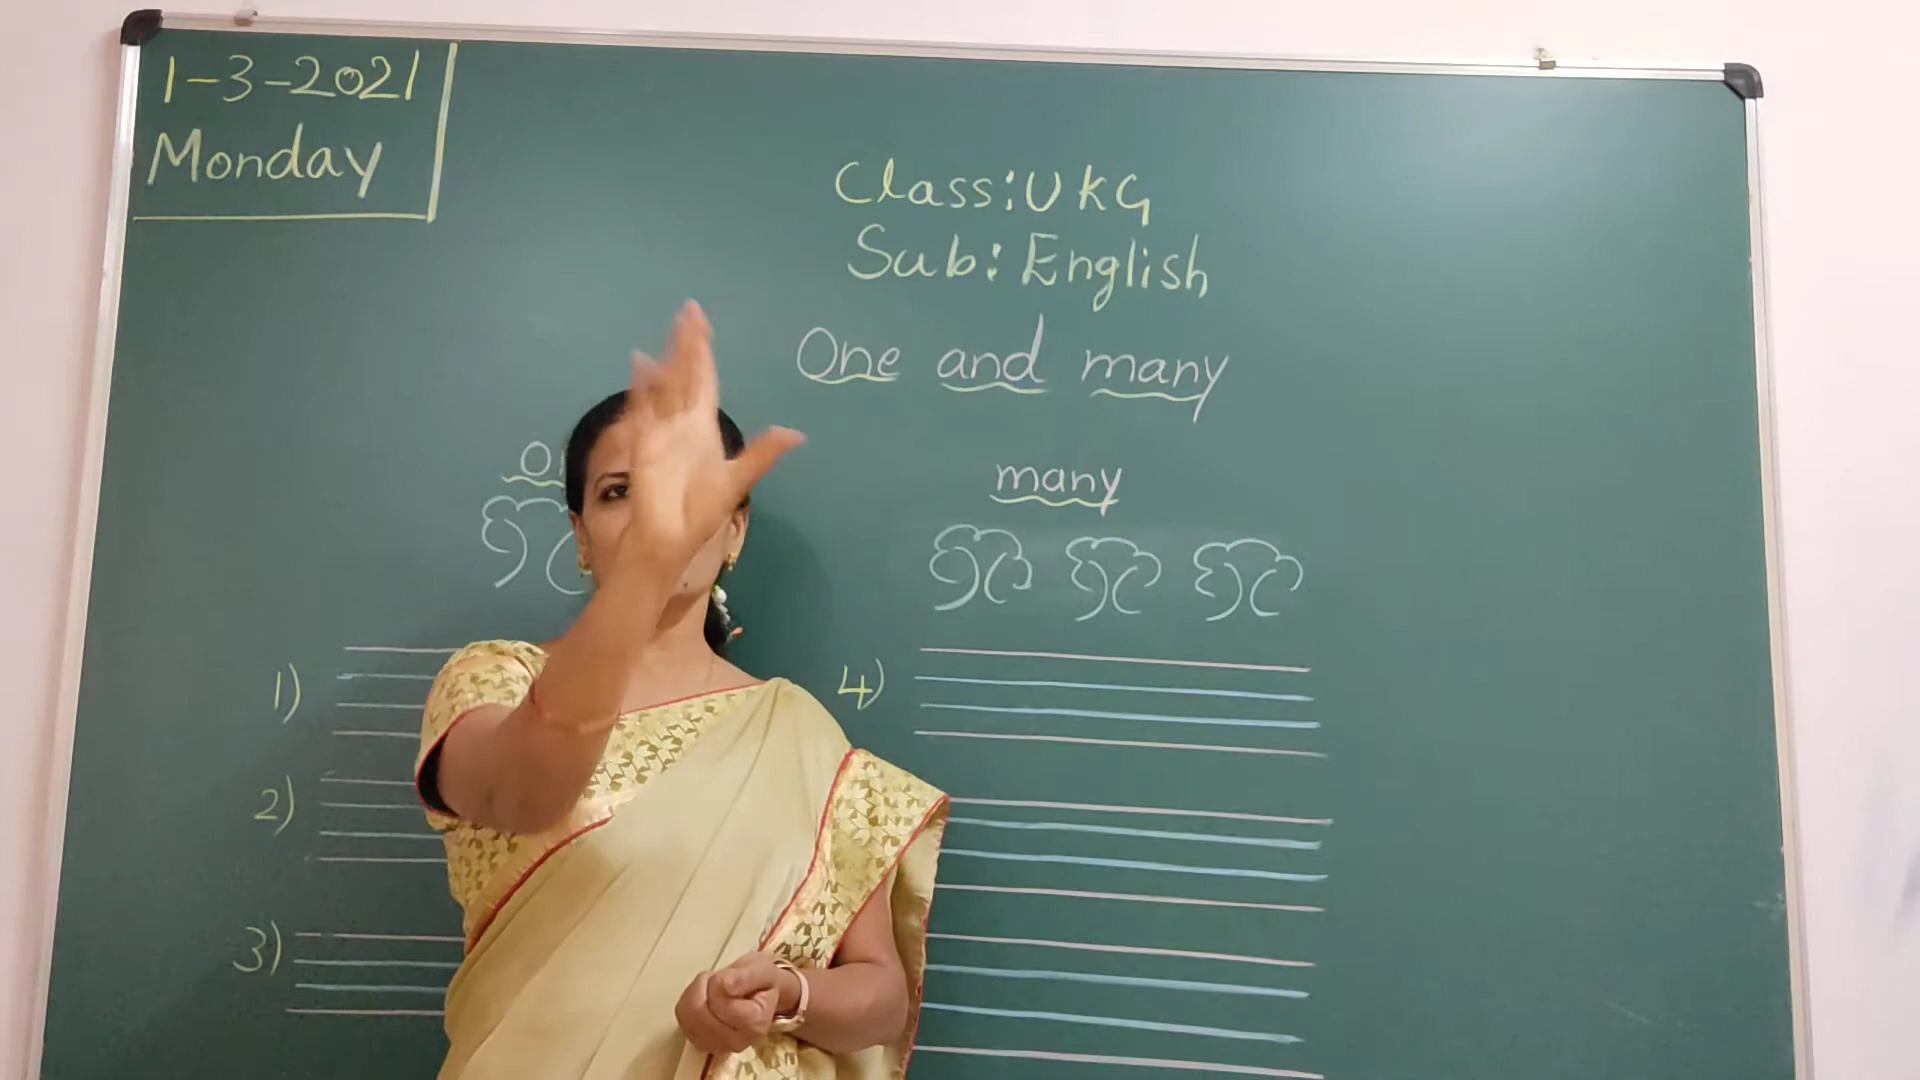 1-3-2021
Monday
Class: UKG
Sub: English
One and many
many
1)
4)
2)
3)